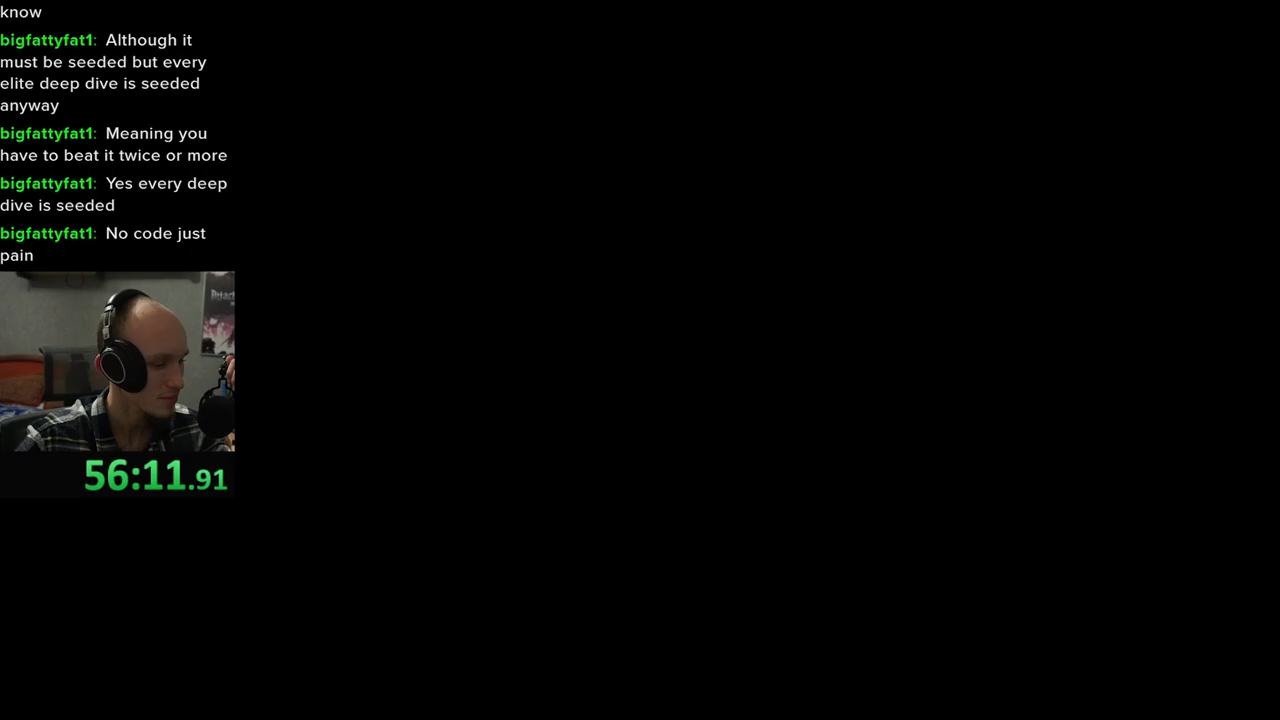 know
bigfattyfat1: Although it
must be seeded but every
elite deep dive is seeded
anyway
bigfattyfat1: Meaning you
have to beat it twice or more
bigfattyfat1: Yes every deep
dive is seeded
bigfattyfat1: No code just
pain
56:11.91